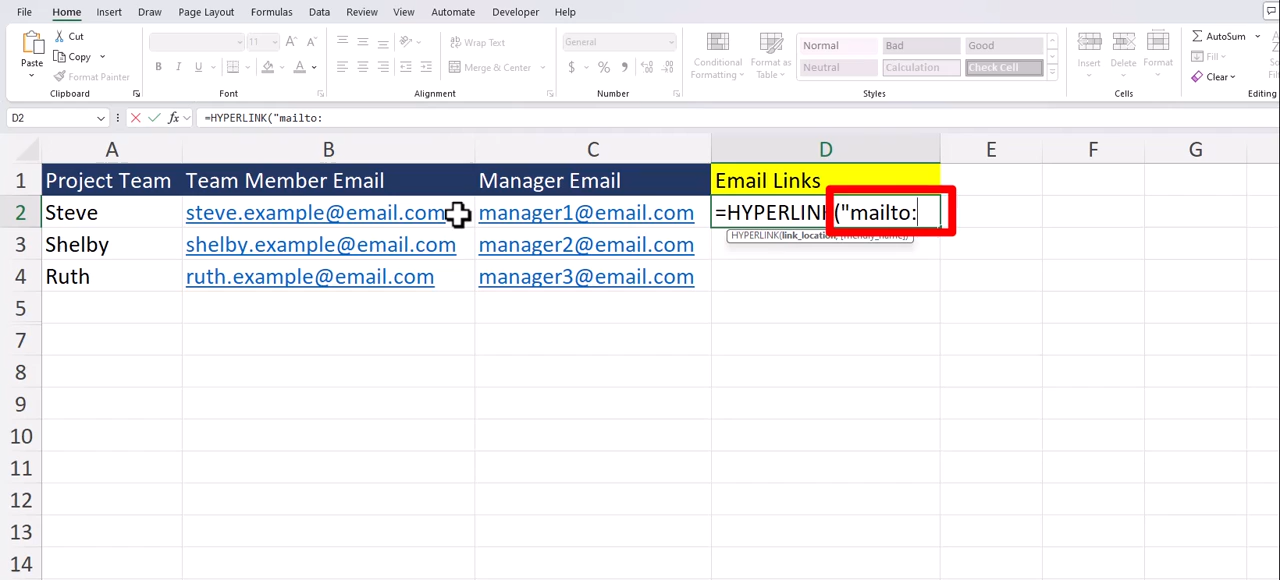 File Home Insert Draw Page Layout Formulas Data Review View Automate Developer Help
Cut
Copy
Format Painter
Paste
11 A A
B I U A
Wrap Text
Merge & Center
General
$ % ,
Conditional Formatting
Format as Table
Normal Bad Good
Neutral Calculation Check Cell
Insert Delete Format
AutoSum
Fill
Clear
Clipboard Font Alignment Number Styles Cells Editing
D2 fx =HYPERLINK("mailto:
A B C D E F G
1 Project Team Team Member Email Manager Email Email Links
2 Steve steve.example@email.com manager1@email.com =HYPERLINK("mailto:
HYPERLINK(link_location, [friendly_name])
3 Shelby shelby.example@email.com manager2@email.com
4 Ruth ruth.example@email.com manager3@email.com
5
6
7
8
9
10
11
12
13
14